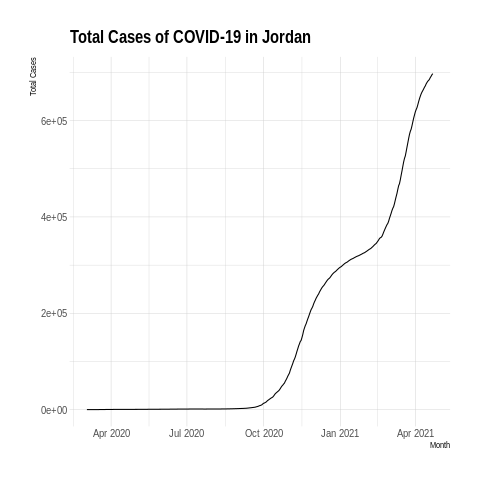 Total Cases of COVID-19 in Jordan
Total Cases
6e+05
4e+05
2e+05
0e+00
Apr 2020 Jul 2020 Oct 2020 Jan 2021 Apr 2021
Month